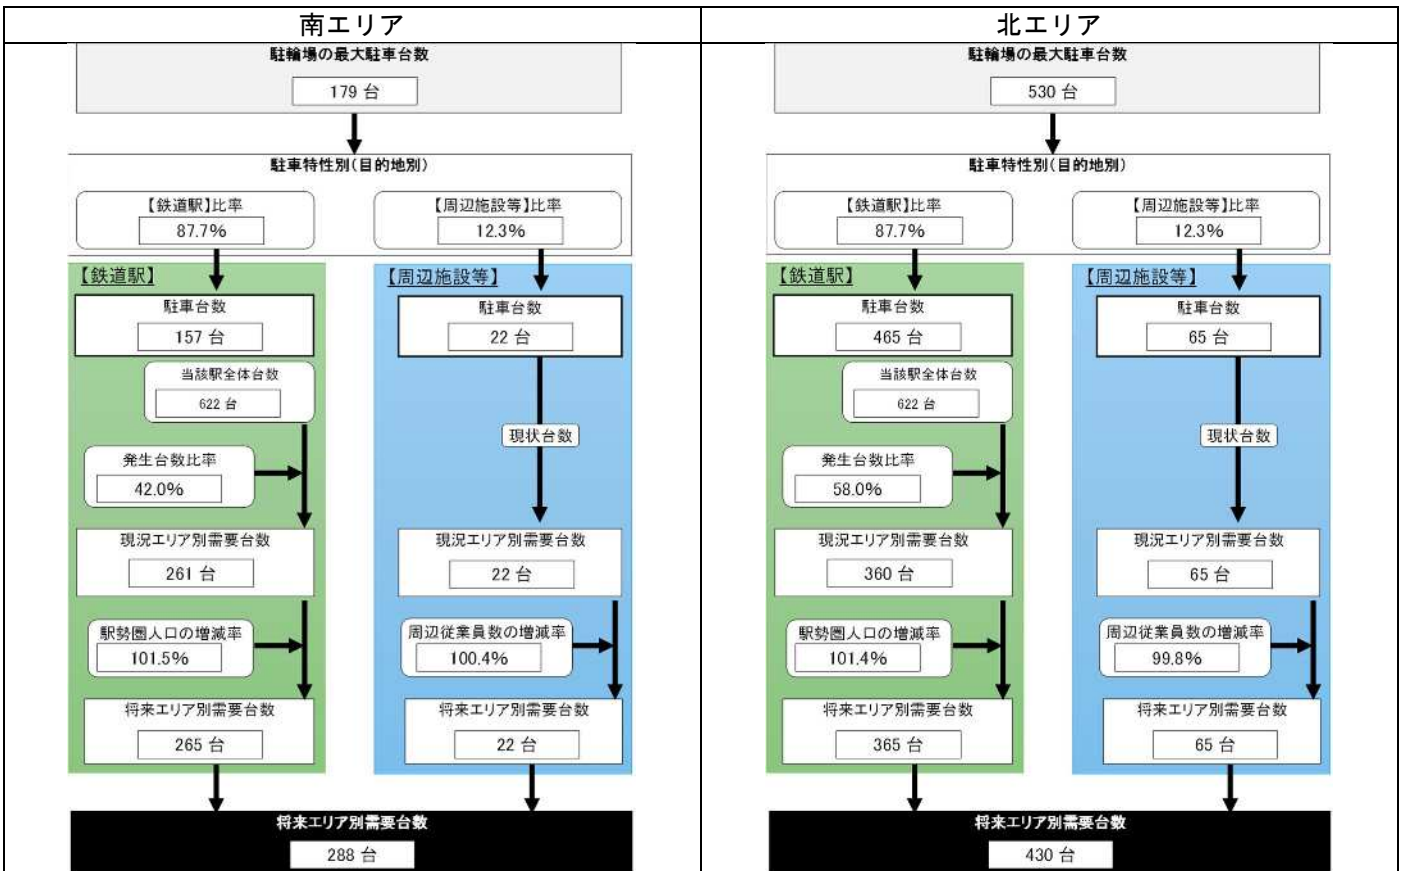 南エリア
駐輪場の最大駐車台数
179 台
駐車特性別(目的地別)
【鉄道駅】比率
87.7%
【周辺施設等】比率
12.3%
【鉄道駅】
駐車台数
157 台
当該駅全体台数
622 台
発生台数比率
42.0%
現況エリア別需要台数
261 台
駅勢圏人口の増減率
101.5%
将来エリア別需要台数
265 台
【周辺施設等】
駐車台数
22 台
現状台数
現況エリア別需要台数
22 台
周辺従業員数の増減率
100.4%
将来エリア別需要台数
22 台
将来エリア別需要台数
288 台
北エリア
駐輪場の最大駐車台数
530 台
駐車特性別(目的地別)
【鉄道駅】比率
87.7%
【周辺施設等】比率
12.3%
【鉄道駅】
駐車台数
465 台
当該駅全体台数
622 台
発生台数比率
58.0%
現況エリア別需要台数
360 台
駅勢圏人口の増減率
101.4%
将来エリア別需要台数
365 台
【周辺施設等】
駐車台数
65 台
現状台数
現況エリア別需要台数
65 台
周辺従業員数の増減率
99.8%
将来エリア別需要台数
65 台
将来エリア別需要台数
430 台